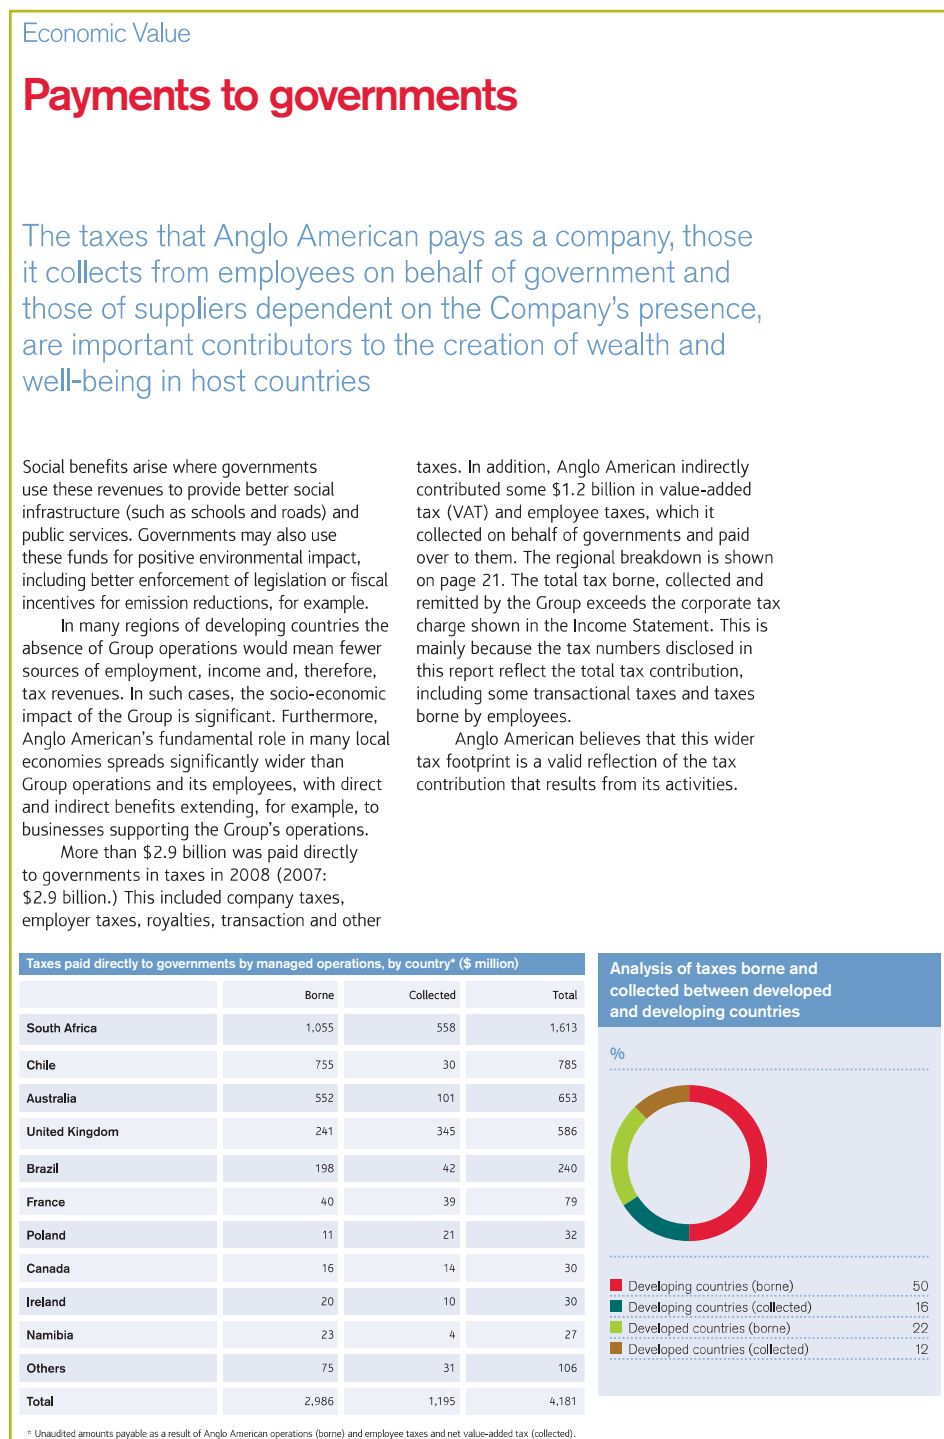 Economic Value
Payments to governments
The taxes that Anglo American pays as a company, those
it collects from employees on behalf of government and
those of suppliers dependent on the Company's presence,
are important contributors to the creation of wealth and
well-being in host countries
Social benefits arise where governments
use these revenues to provide better social
infrastructure (such as schools and roads) and
public services. Governments may also use
these funds for positive environmental impact,
including better enforcement of legislation or fiscal
incentives for emission reductions, for example.
In many regions of developing countries the
absence of Group operations would mean fewer
sources of employment, income and, therefore,
tax revenues. In such cases, the socio-economic
impact of the Group is significant. Furthermore,
Anglo American's fundamental role in many local
economies spreads significantly wider than
Group operations and its employees, with direct
and indirect benefits extending, for example, to
businesses supporting the Group's operations.
More than $2.9 billion was paid directly
to governments in taxes in 2008 (2007:
$2.9 billion.) This included company taxes,
employer taxes, royalties, transaction and other
taxes. In addition, Anglo American indirectly
contributed some $1.2 billion in value-added
tax (VAT) and employee taxes, which it
collected on behalf of governments and paid
over to them. The regional breakdown is shown
on page 21. The total tax borne, collected and
remitted by the Group exceeds the corporate tax
charge shown in the Income Statement. This is
mainly because the tax numbers disclosed in
this report reflect the total tax contribution,
including some transactional taxes and taxes
borne by employees.
Anglo American believes that this wider
tax footprint is a valid reflection of the tax
contribution that results from its activities.
Taxes paid directly to governments by managed operations, by country* ($ million)
Borne Collected Total
South Africa 1,055 558 1,613
Chile 755 30 785
Australia 552 101 653
United Kingdom 241 345 586
Brazil 198 42 240
France 40 39 79
Poland 11 21 32
Canada 16 14 30
Ireland 20 10 30
Namibia 23 4 27
Others 75 31 106
Total 2,986 1,195 4,181
* Unaudited amounts payable as a result of Anglo American operations (borne) and employee taxes and net value-added tax (collected).
Analysis of taxes borne and
collected between developed
and developing countries
%
Developing countries (borne) 50
Developing countries (collected) 16
Developed countries (borne) 22
Developed countries (collected) 12